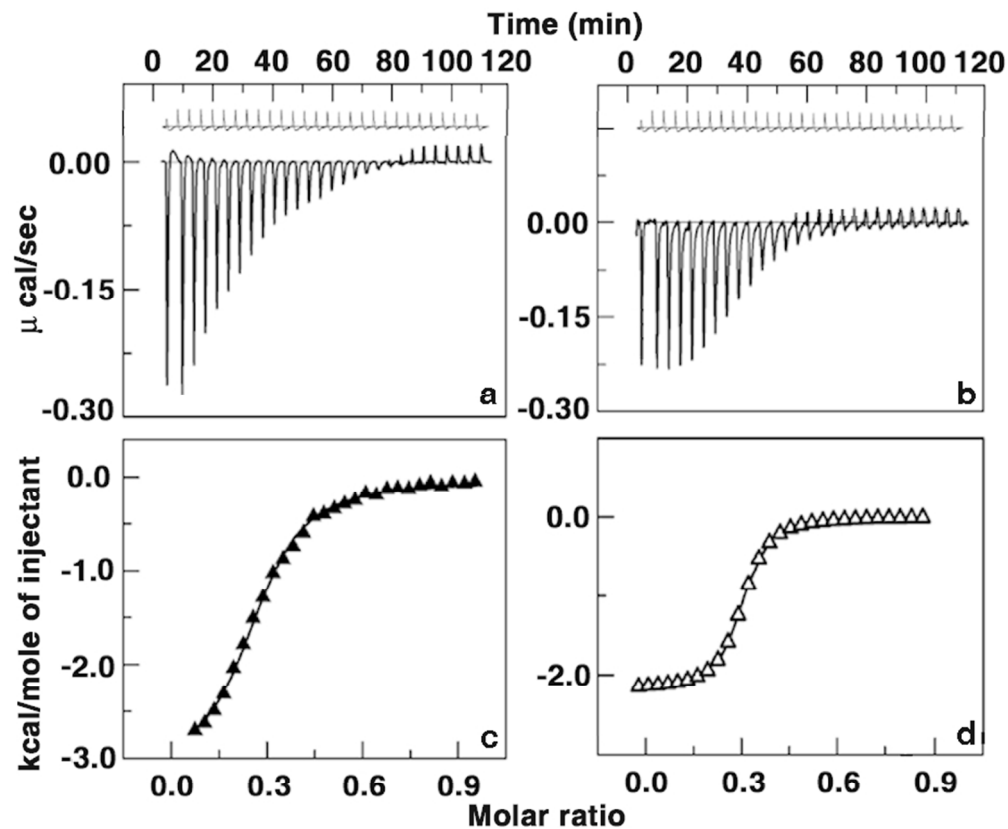 Time (min)
0 20 40 60 80 100 120
0 20 40 60 80 100 120
μ cal/sec
0.00
-0.15
-0.30
a
0.00
-0.15
-0.30
b
kcal/mole of injectant
0.0
-1.0
-2.0
-3.0
c
0.0
-2.0
d
0.0 0.3 0.6 0.9
0.0 0.3 0.6 0.9
Molar ratio